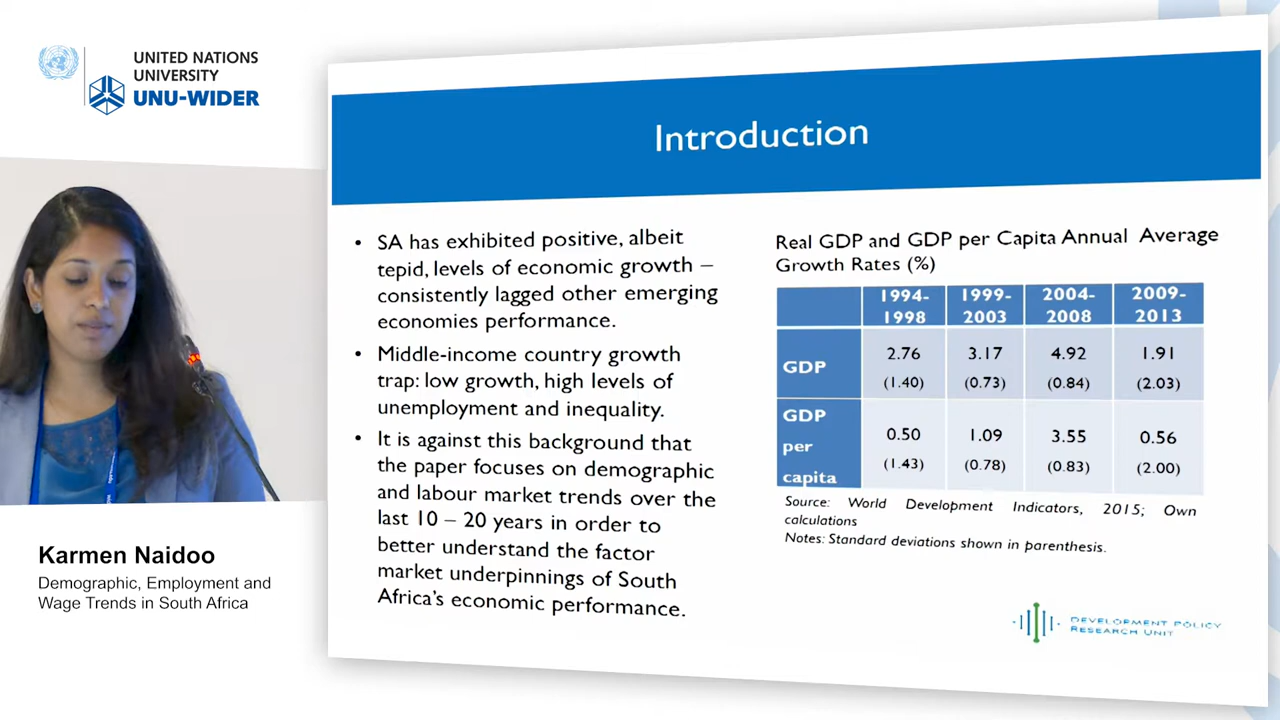 UNITED NATIONS
UNIVERSITY
UNU-WIDER
Introduction
• SA has exhibited positive, albeit
tepid, levels of economic growth –
consistently lagged other emerging
economies performance.
• Middle-income country growth
trap: low growth, high levels of
unemployment and inequality.
• It is against this background that
the paper focuses on demographic
and labour market trends over the
last 10 – 20 years in order to
better understand the factor
market underpinnings of South
Africa's economic performance.
Real GDP and GDP per Capita Annual Average
Growth Rates (%)
1994-1998 1999-2003 2004-2008 2009-2013
GDP 2.76 3.17 4.92 1.91
(1.40) (0.73) (0.84) (2.03)
GDP per capita 0.50 1.09 3.55 0.56
(1.43) (0.78) (0.83) (2.00)
Source: World Development Indicators, 2015; Own
calculations
Notes: Standard deviations shown in parenthesis.
DEVELOPMENT POLICY
RESEARCH UNIT
Karmen Naidoo
Demographic, Employment and
Wage Trends in South Africa